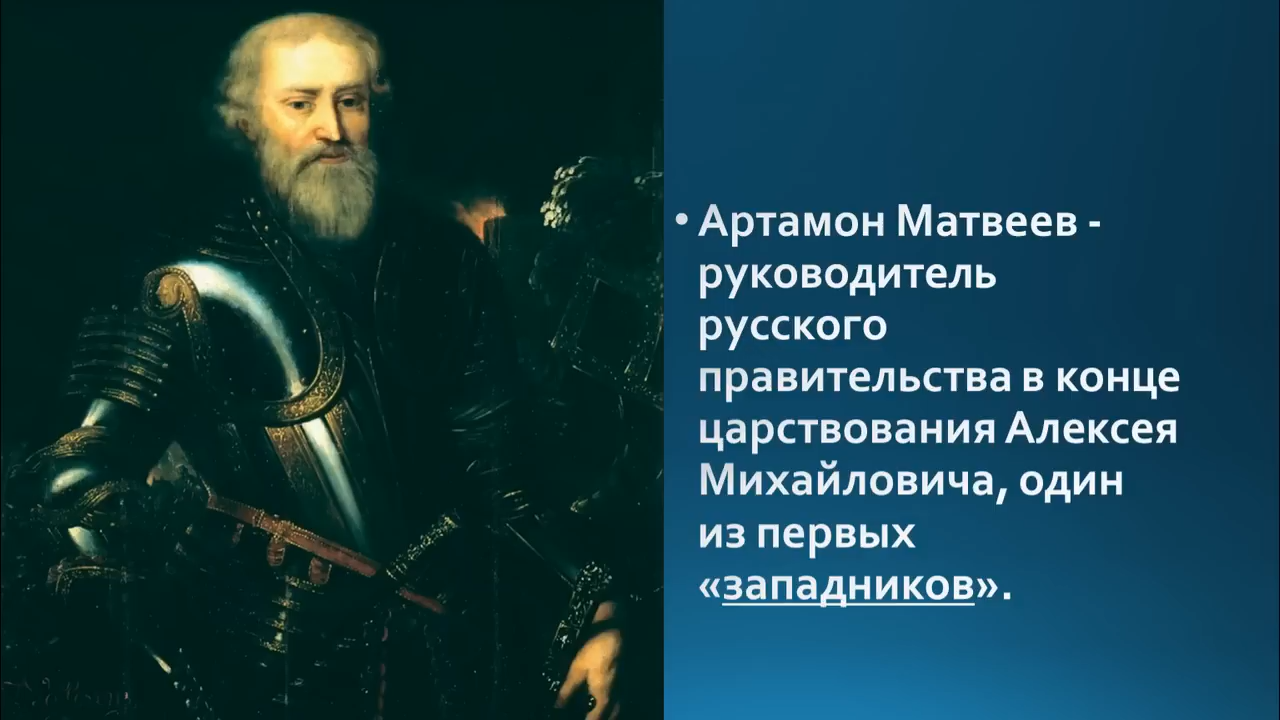 • Артамон Матвеев -
руководитель
русского
правительства в конце
царствования Алексея
Михайловича, один
из первых
«западников».